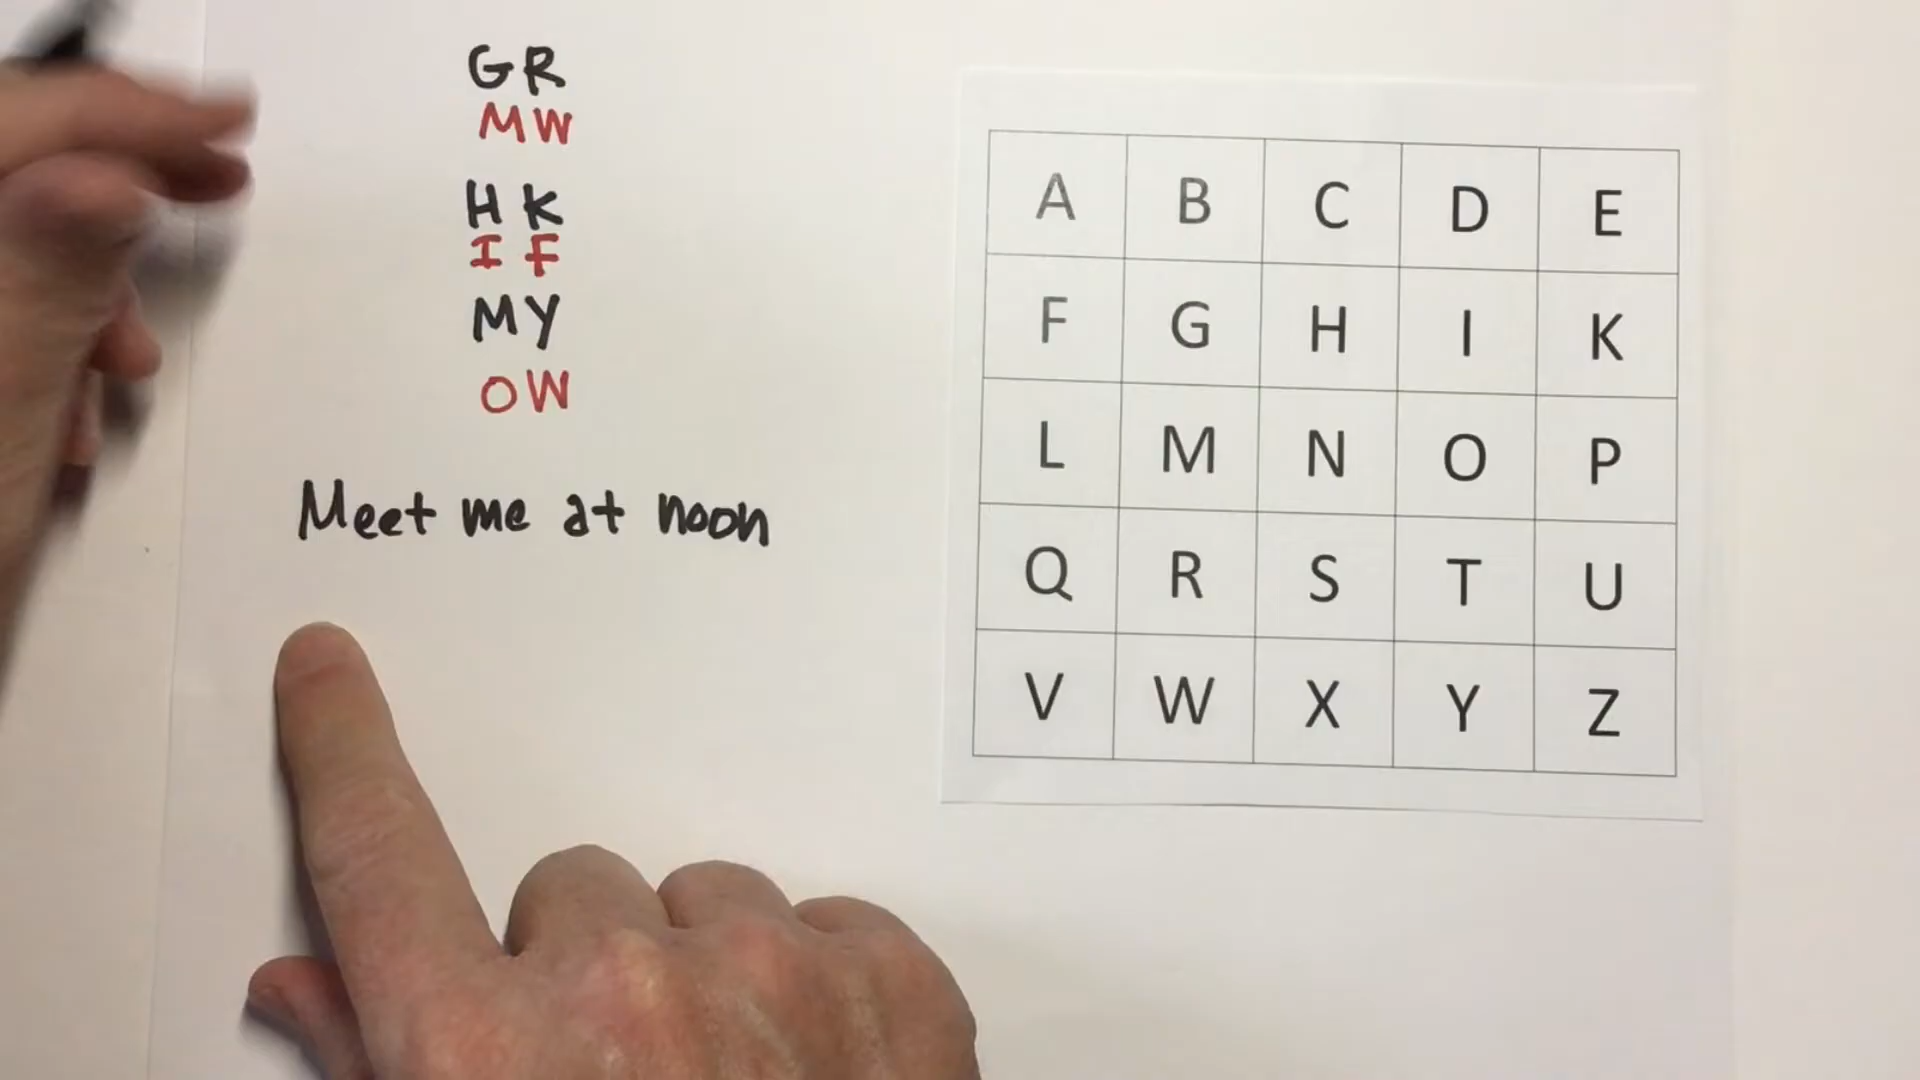 GR
MW
HK
IF
MY
OW
Meet me at noon
A B C D E
F G H I K
L M N O P
Q R S T U
V W X Y Z